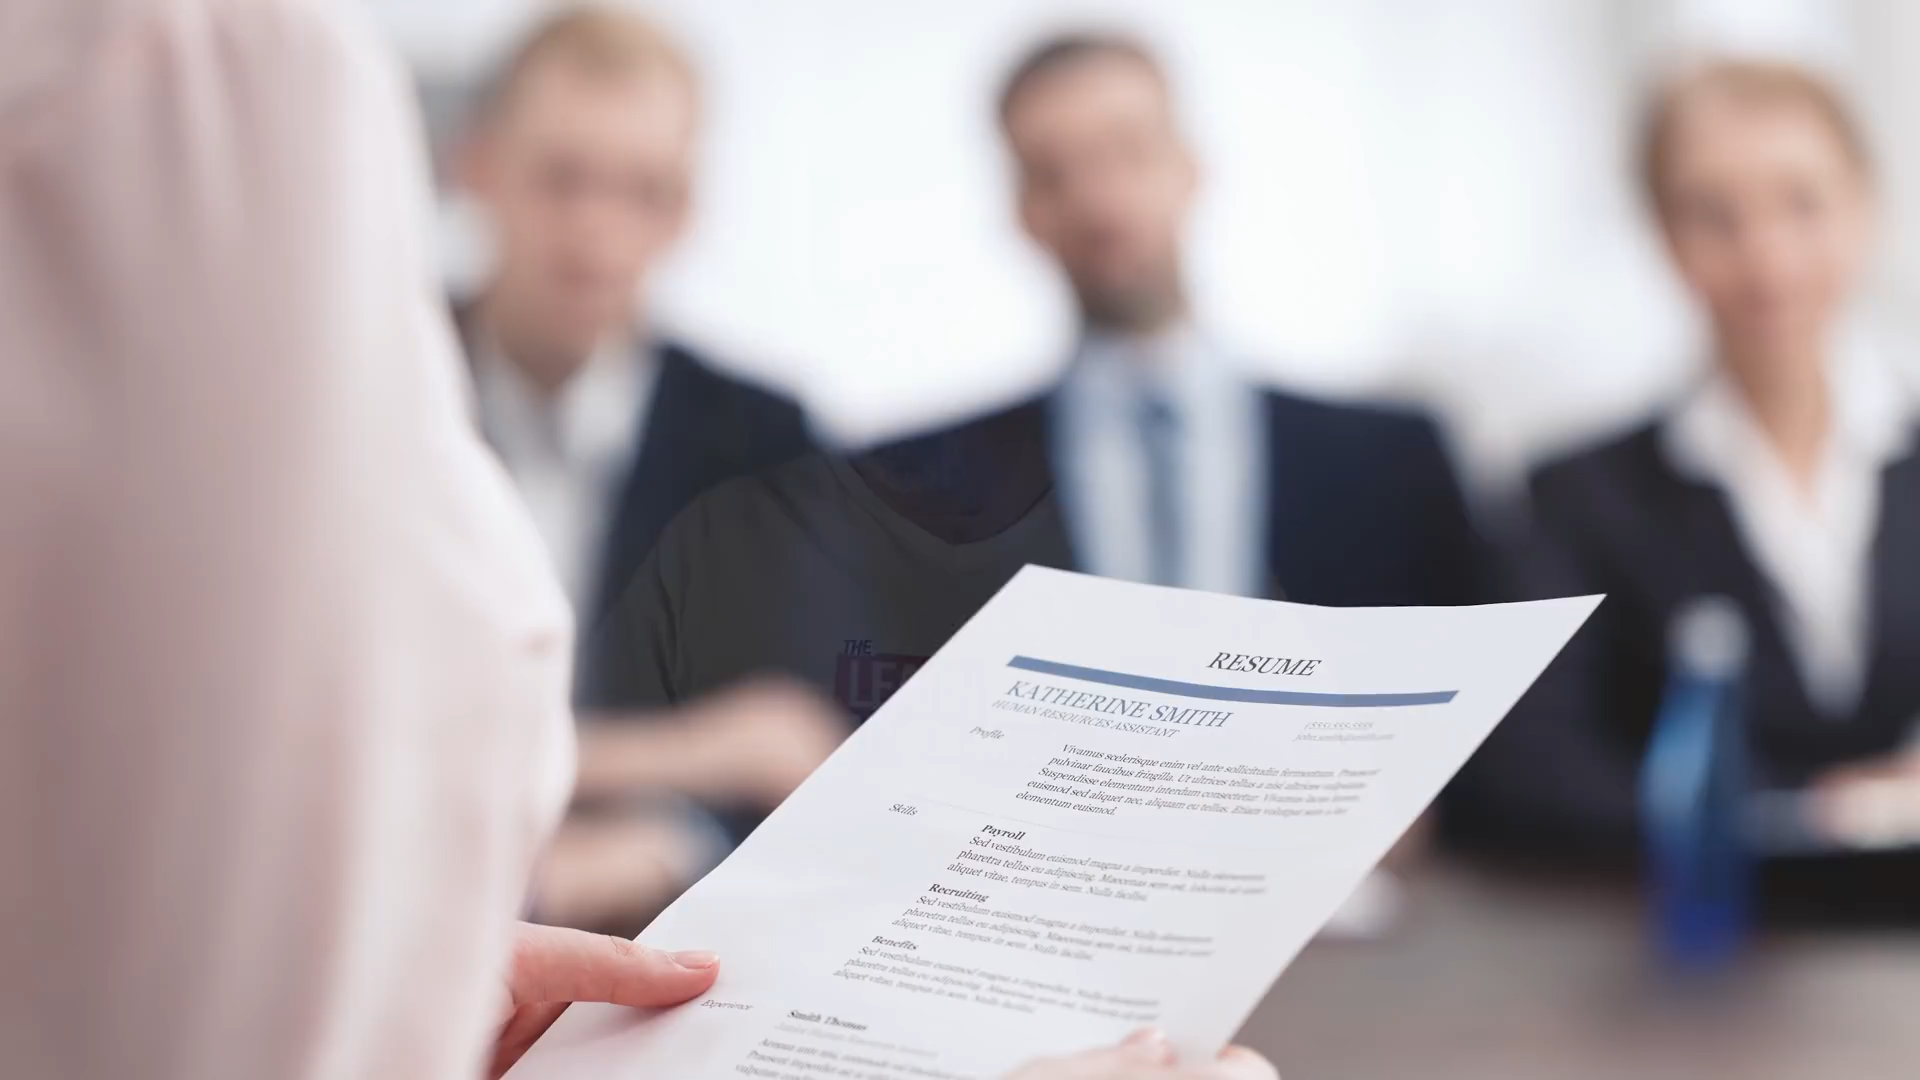 THE
RESUME
KATHERINE SMITH
HUMAN RESOURCES ASSISTANT
(555) 555-5555
Profile
Vivamus scelerisque enim vel ante sollicitudin fermentum. Praesent
pulvinar faucibus fringilla. Ut ultrices tellus a nisi ultrices vulputate
Suspendisse elementum interdum consectetur. Vivamus lacus lorem,
euismod sed aliquet nec, aliquam eu tellus. Etiam volutpat sem a
elementum euismod.
Skills
Payroll
Sed vestibulum euismod magna a imperdiet. Nulla elementum
pharetra tellus eu adipiscing. Maecenas sem est, lobortis
aliquet vitae, tempus in sem. Nulla facilisi.
Recruiting
Sed vestibulum euismod magna a imperdiet. Nulla elementum
pharetra tellus eu adipiscing. Maecenas sem est, lobortis
aliquet vitae, tempus in sem. Nulla facilisi.
Benefits
Sed vestibulum euismod magna a imperdiet. Nulla elementum
pharetra tellus eu adipiscing. Maecenas sem est, lobortis
aliquet vitae, tempus in sem. Nulla facilisi.
Experience
Smith Thomas